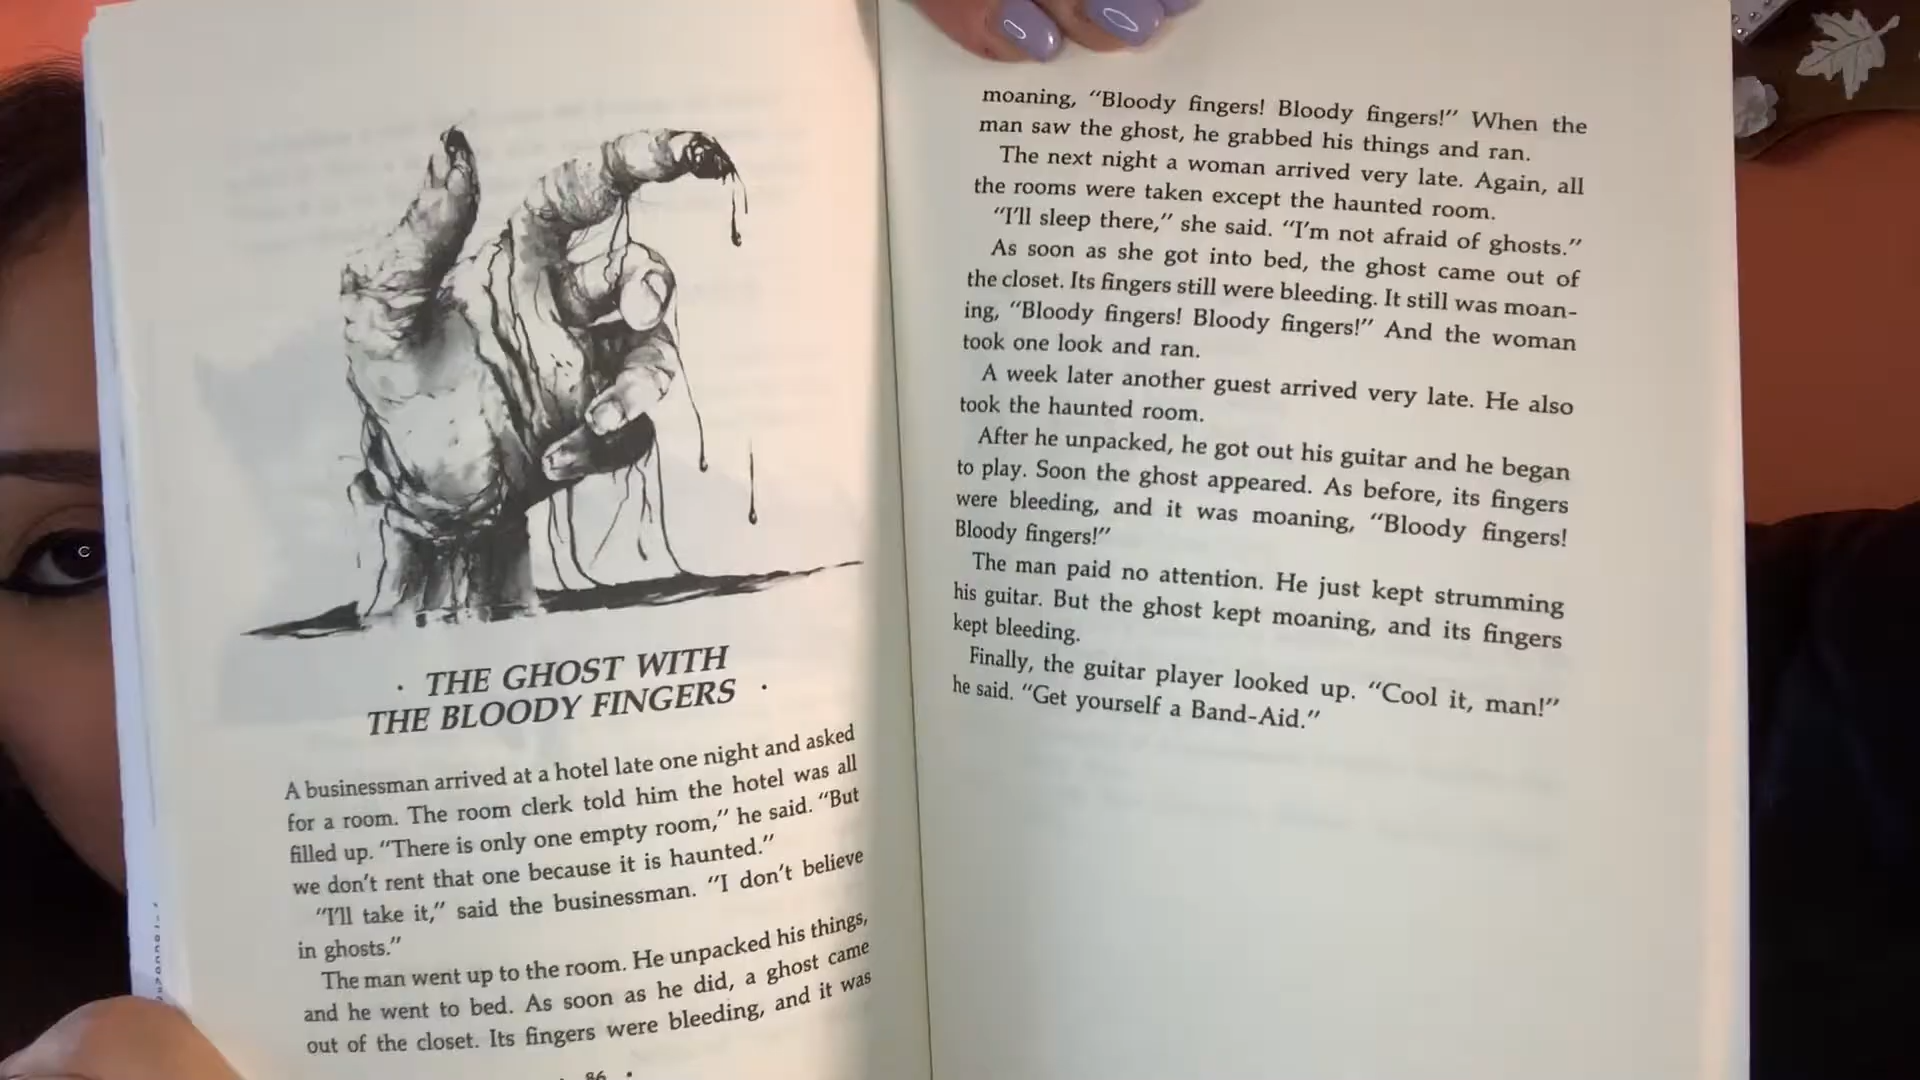 · THE GHOST WITH
THE BLOODY FINGERS ·
A businessman arrived at a hotel late one night and asked
for a room. The room clerk told him the hotel was all
filled up. “There is only one empty room,” he said. “But
we don’t rent that one because it is haunted.”
“I’ll take it,” said the businessman. “I don’t believe
in ghosts.”
The man went up to the room. He unpacked his things,
and he went to bed. As soon as he did, a ghost came
out of the closet. Its fingers were bleeding, and it was
· 86 ·
moaning, “Bloody fingers! Bloody fingers!” When the
man saw the ghost, he grabbed his things and ran.
The next night a woman arrived very late. Again, all
the rooms were taken except the haunted room.
“I’ll sleep there,” she said. “I’m not afraid of ghosts.”
As soon as she got into bed, the ghost came out of
the closet. Its fingers still were bleeding. It still was moan-
ing, “Bloody fingers! Bloody fingers!” And the woman
took one look and ran.
A week later another guest arrived very late. He also
took the haunted room.
After he unpacked, he got out his guitar and he began
to play. Soon the ghost appeared. As before, its fingers
were bleeding, and it was moaning, “Bloody fingers!
Bloody fingers!”
The man paid no attention. He just kept strumming
his guitar. But the ghost kept moaning, and its fingers
kept bleeding.
Finally, the guitar player looked up. “Cool it, man!”
he said. “Get yourself a Band-Aid.”